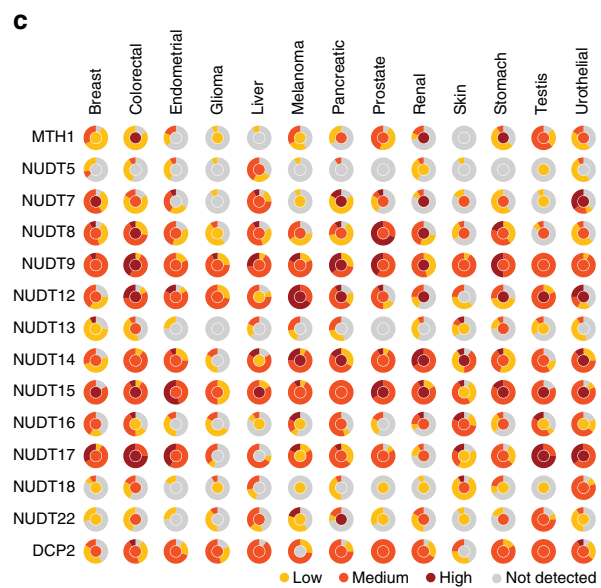 c
Breast Colorectal Endometrial Glioma Liver Melanoma Pancreatic Prostate Renal Skin Stomach Testis Urothelial
MTH1
NUDT5
NUDT7
NUDT8
NUDT9
NUDT12
NUDT13
NUDT14
NUDT15
NUDT16
NUDT17
NUDT18
NUDT22
DCP2
Low Medium High Not detected